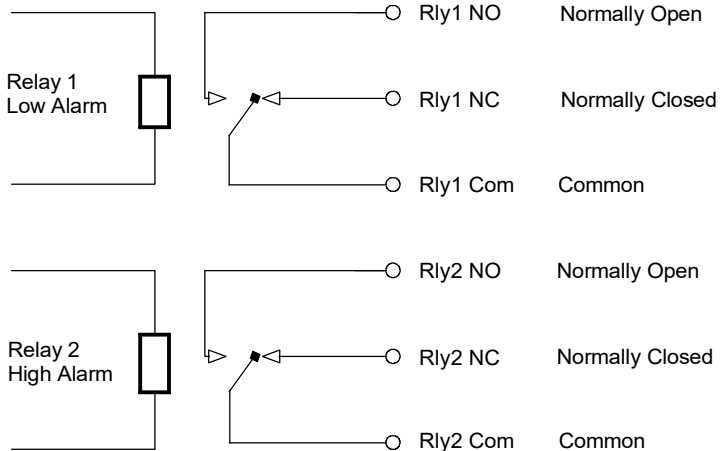 Rly1 NO Normally Open
Relay 1
Low Alarm
Rly1 NC Normally Closed
Rly1 Com Common
Rly2 NO Normally Open
Relay 2
High Alarm
Rly2 NC Normally Closed
Rly2 Com Common